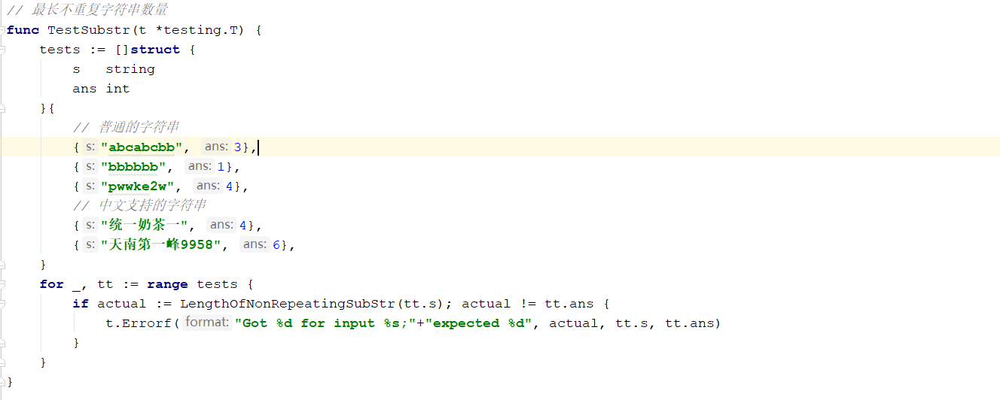 // 最长不重复字符串数量
func TestSubstr(t *testing.T) {
    tests := []struct {
        s   string
        ans int
    }{
        // 普通的字符串
        { s: "abcabcbb", ans: 3},
        { s: "bbbbbb", ans: 1},
        { s: "pwwke2w", ans: 4},
        // 中文支持的字符串
        { s: "统一奶茶一", ans: 4},
        { s: "天南第一峰9958", ans: 6},
    }
    for _, tt := range tests {
        if actual := LengthOfNonRepeatingSubStr(tt.s); actual != tt.ans {
            t.Errorf( format: "Got %d for input %s;"+"expected %d", actual, tt.s, tt.ans)
        }
    }
}